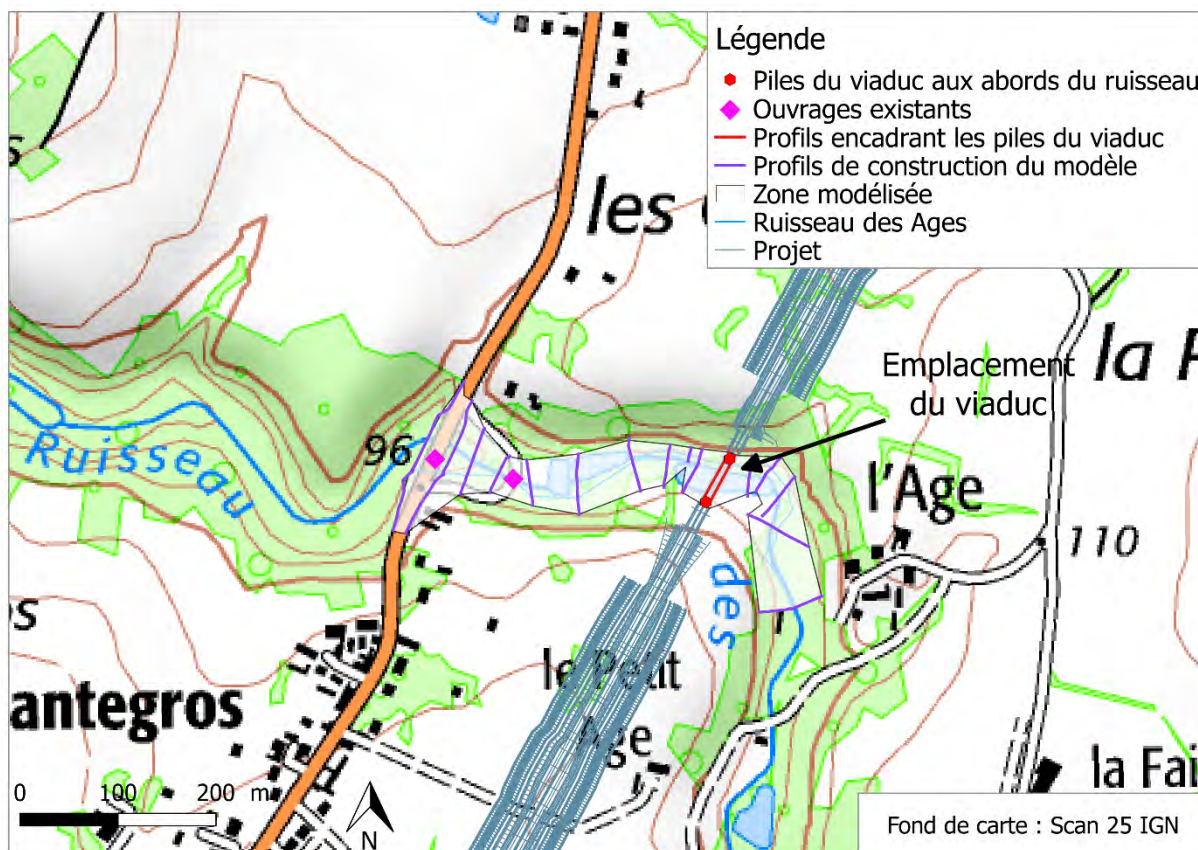 Légende
Piles du viaduc aux abords du ruisseau
Ouvrages existants
Profils encadrant les piles du viaduc
Profils de construction du modèle
Zone modélisée
Ruisseau des Ages
Projet
s
les
la P
Emplacement
du viaduc
96
Ruisseau
l'Age
110
des
os
le Petit
Age
antegros
la Fai
0 100 200 m
N
Fond de carte : Scan 25 IGN